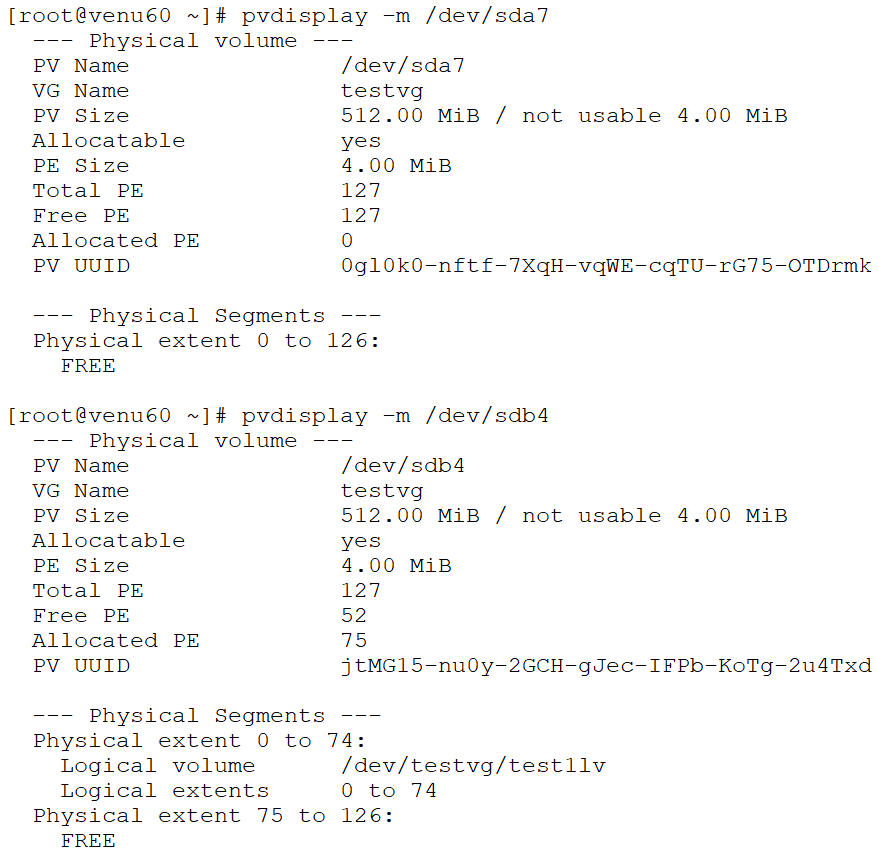 [root@venu60 ~]# pvdisplay -m /dev/sda7
--- Physical volume ---
PV Name /dev/sda7
VG Name testvg
PV Size 512.00 MiB / not usable 4.00 MiB
Allocatable yes
PE Size 4.00 MiB
Total PE 127
Free PE 127
Allocated PE 0
PV UUID 0gl0k0-nftf-7XqH-vqWE-cqTU-rG75-OTDrmk
--- Physical Segments ---
Physical extent 0 to 126:
FREE
[root@venu60 ~]# pvdisplay -m /dev/sdb4
--- Physical volume ---
PV Name /dev/sdb4
VG Name testvg
PV Size 512.00 MiB / not usable 4.00 MiB
Allocatable yes
PE Size 4.00 MiB
Total PE 127
Free PE 52
Allocated PE 75
PV UUID jtMG15-nu0y-2GCH-gJec-IFPb-KoTg-2u4Txd
--- Physical Segments ---
Physical extent 0 to 74:
Logical volume /dev/testvg/test1lv
Logical extents 0 to 74
Physical extent 75 to 126:
FREE